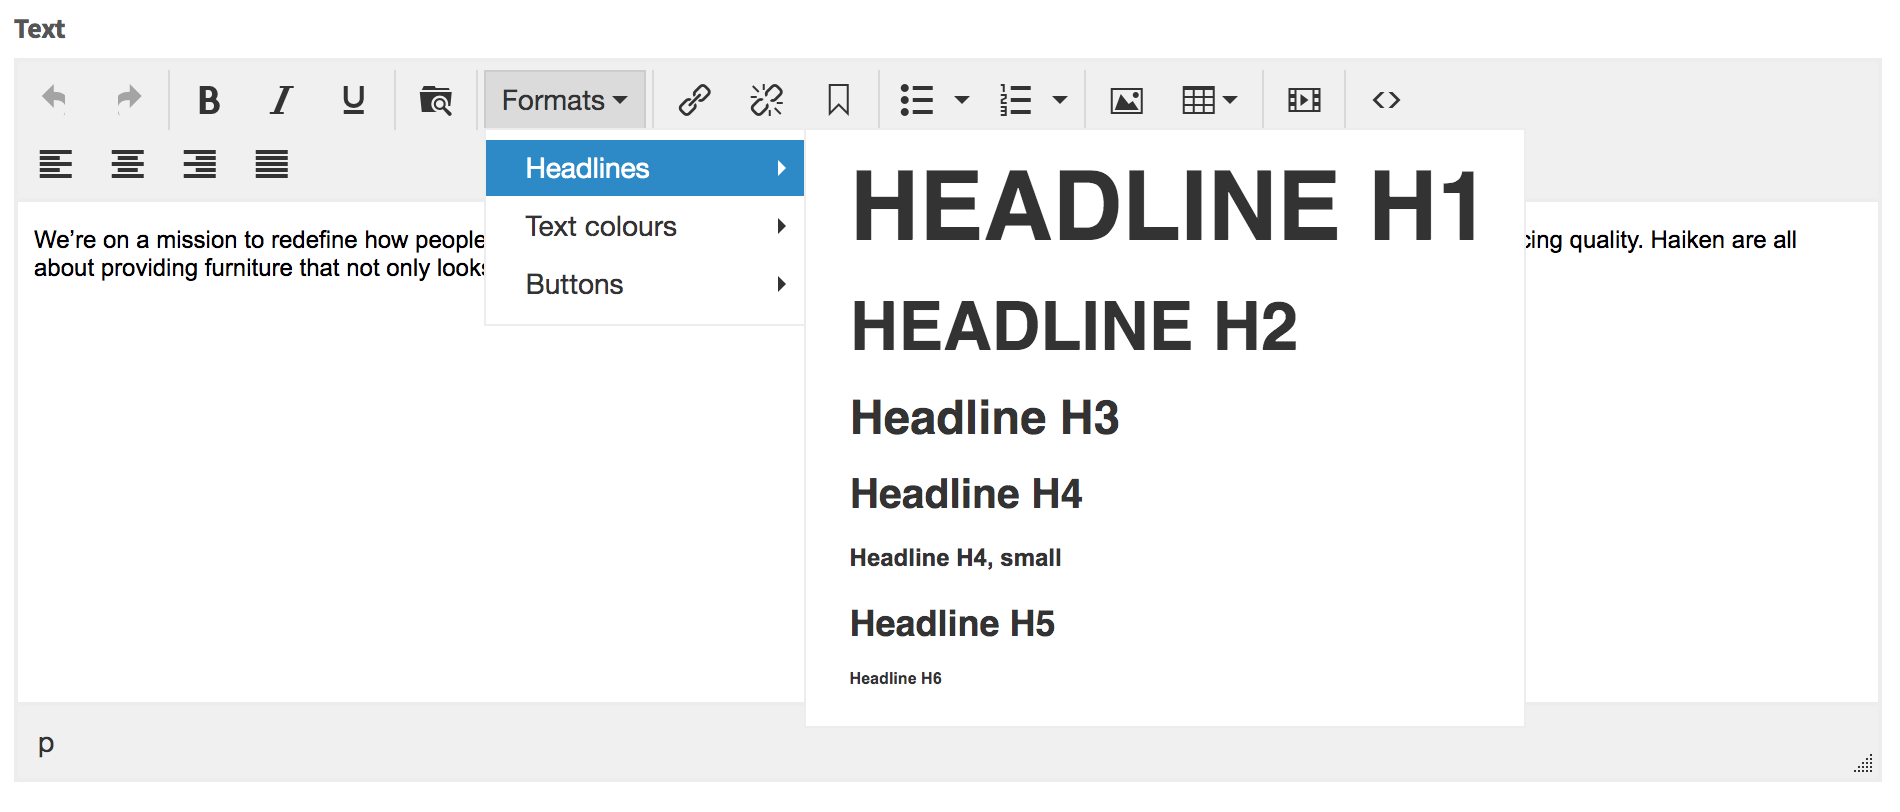 Text
B I U Formats
Headlines
Text colours
Buttons
HEADLINE H1
HEADLINE H2
Headline H3
Headline H4
Headline H4, small
Headline H5
Headline H6
We’re on a mission to redefine how people quality. Haiken are all
about providing furniture that not only looks
p